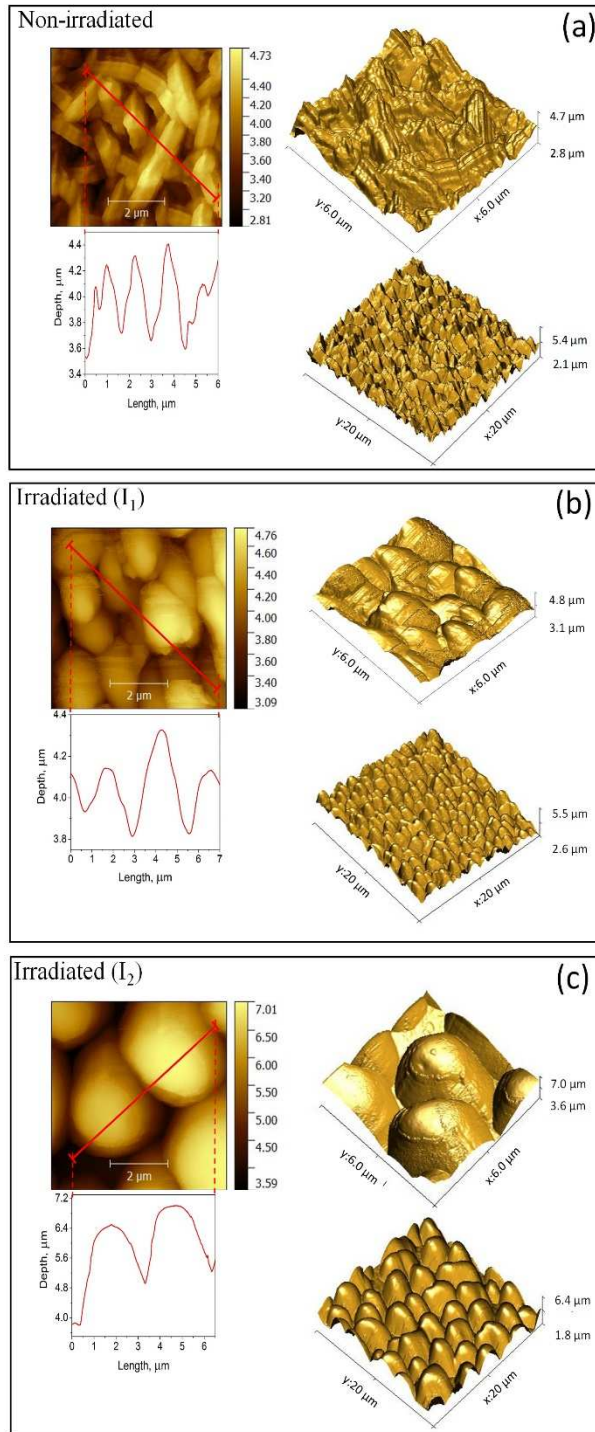 Non-irradiated
(a)
4.73
4.40
4.20
4.00
3.80
3.60
3.20
2.81
2 μm
4.7 μm
2.8 μm
y:6.0 μm
x:6.0 μm
4.4
4.2
4.0
3.8
3.6
3.4
Depth, μm
0 1 2 3 4 5 6
Length, μm
5.4 μm
2.1 μm
y:20 μm
x:20 μm
Irradiated (I₁)
(b)
4.76
4.60
4.40
4.20
4.00
3.80
3.60
3.40
3.09
2 μm
4.8 μm
3.1 μm
y:6.0 μm
x:6.0 μm
4.4
4.2
4.0
3.8
Depth, μm
0 1 2 3 4 5 6 7
Length, μm
5.5 μm
2.6 μm
y:20 μm
x:20 μm
Irradiated (I₂)
(c)
7.01
6.50
6.00
5.50
5.00
4.50
3.59
2 μm
7.0 μm
3.6 μm
y:6.0 μm
x:6.0 μm
7.2
6.4
5.6
4.8
4.0
Depth, μm
0 1 2 3 4 5 6
Length, μm
6.4 μm
1.8 μm
y:20 μm
x:20 μm